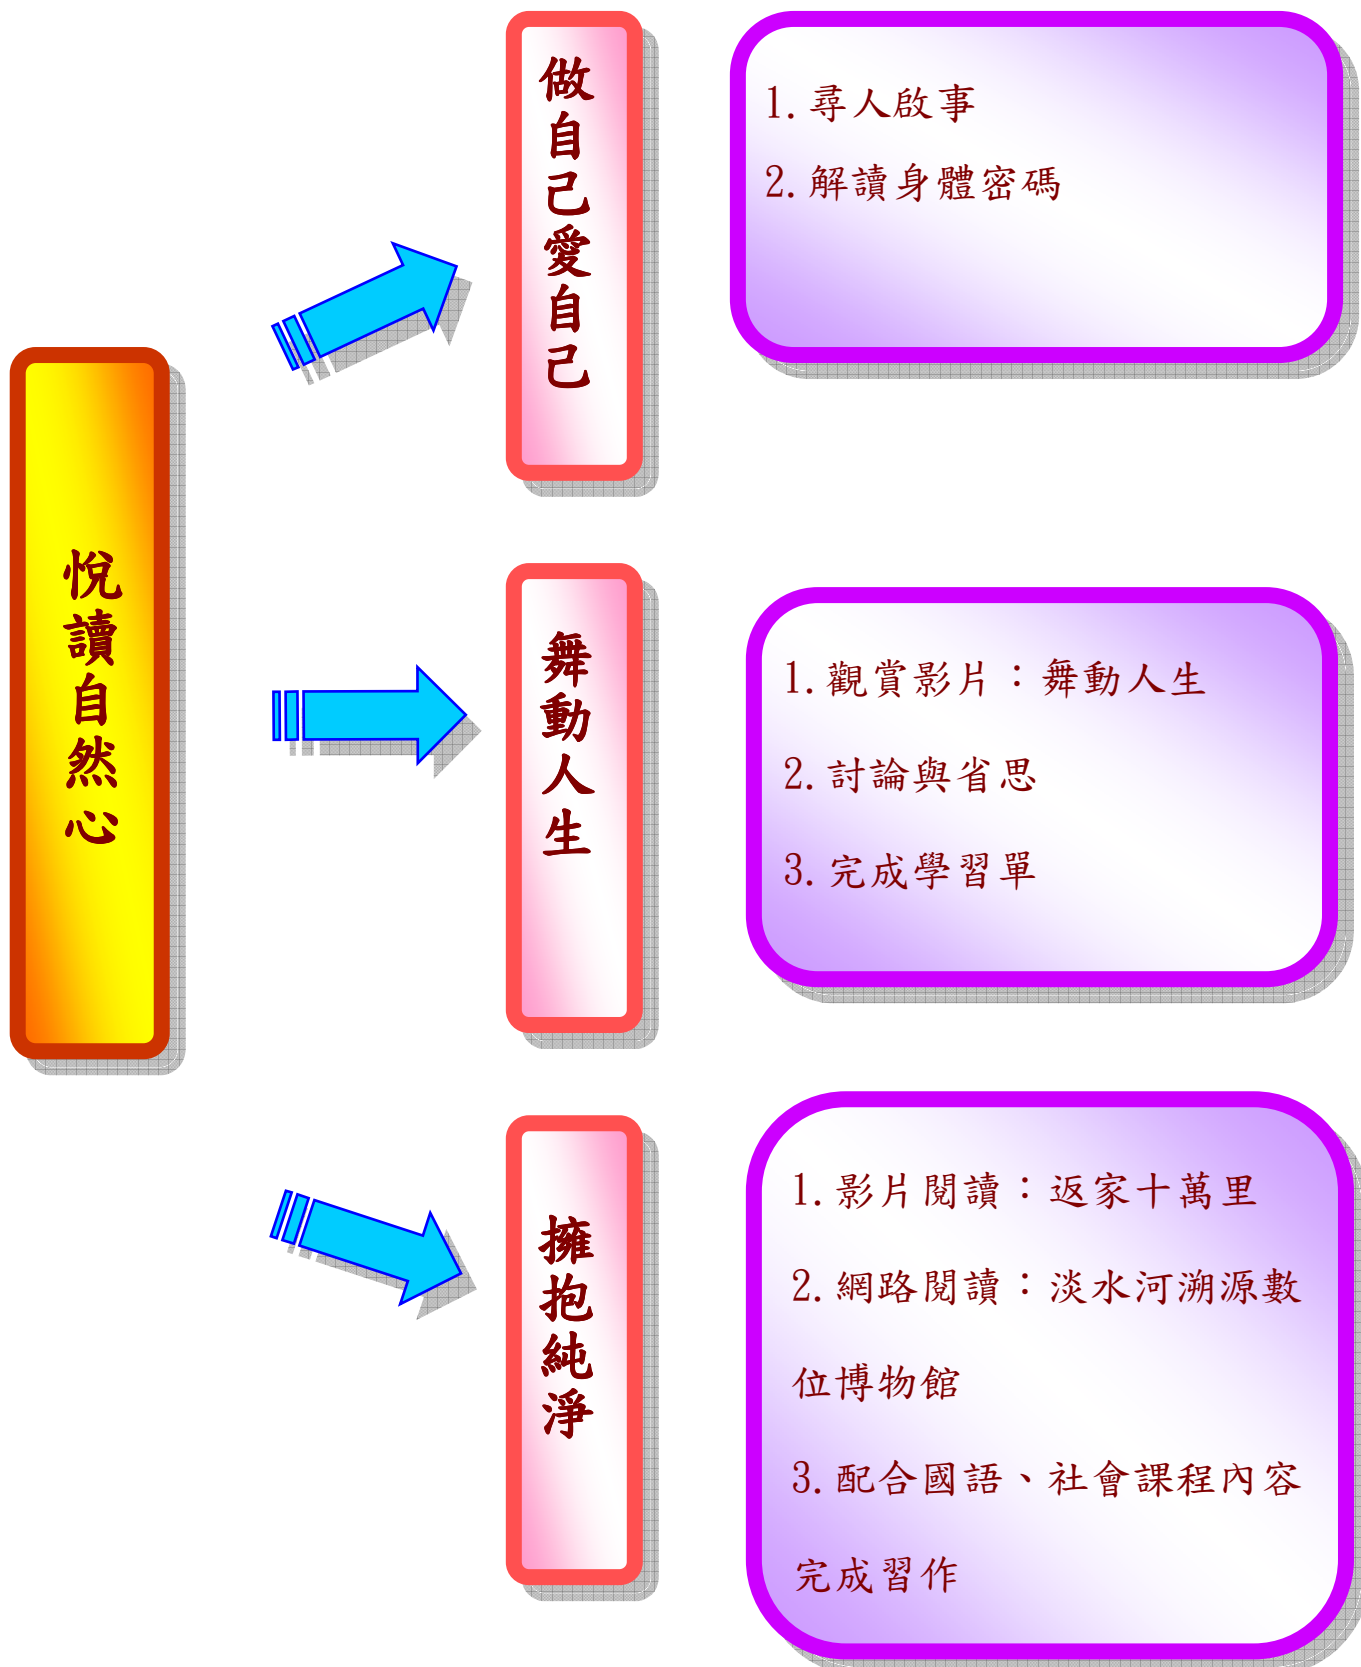 悅讀自然心
做自己愛自己
1.尋人啟事
2.解讀身體密碼
舞動人生
1.觀賞影片：舞動人生
2.討論與省思
3.完成學習單
擁抱純淨
1.影片閱讀：返家十萬里
2.網路閱讀：淡水河溯源數
位博物館
3.配合國語、社會課程內容
完成習作